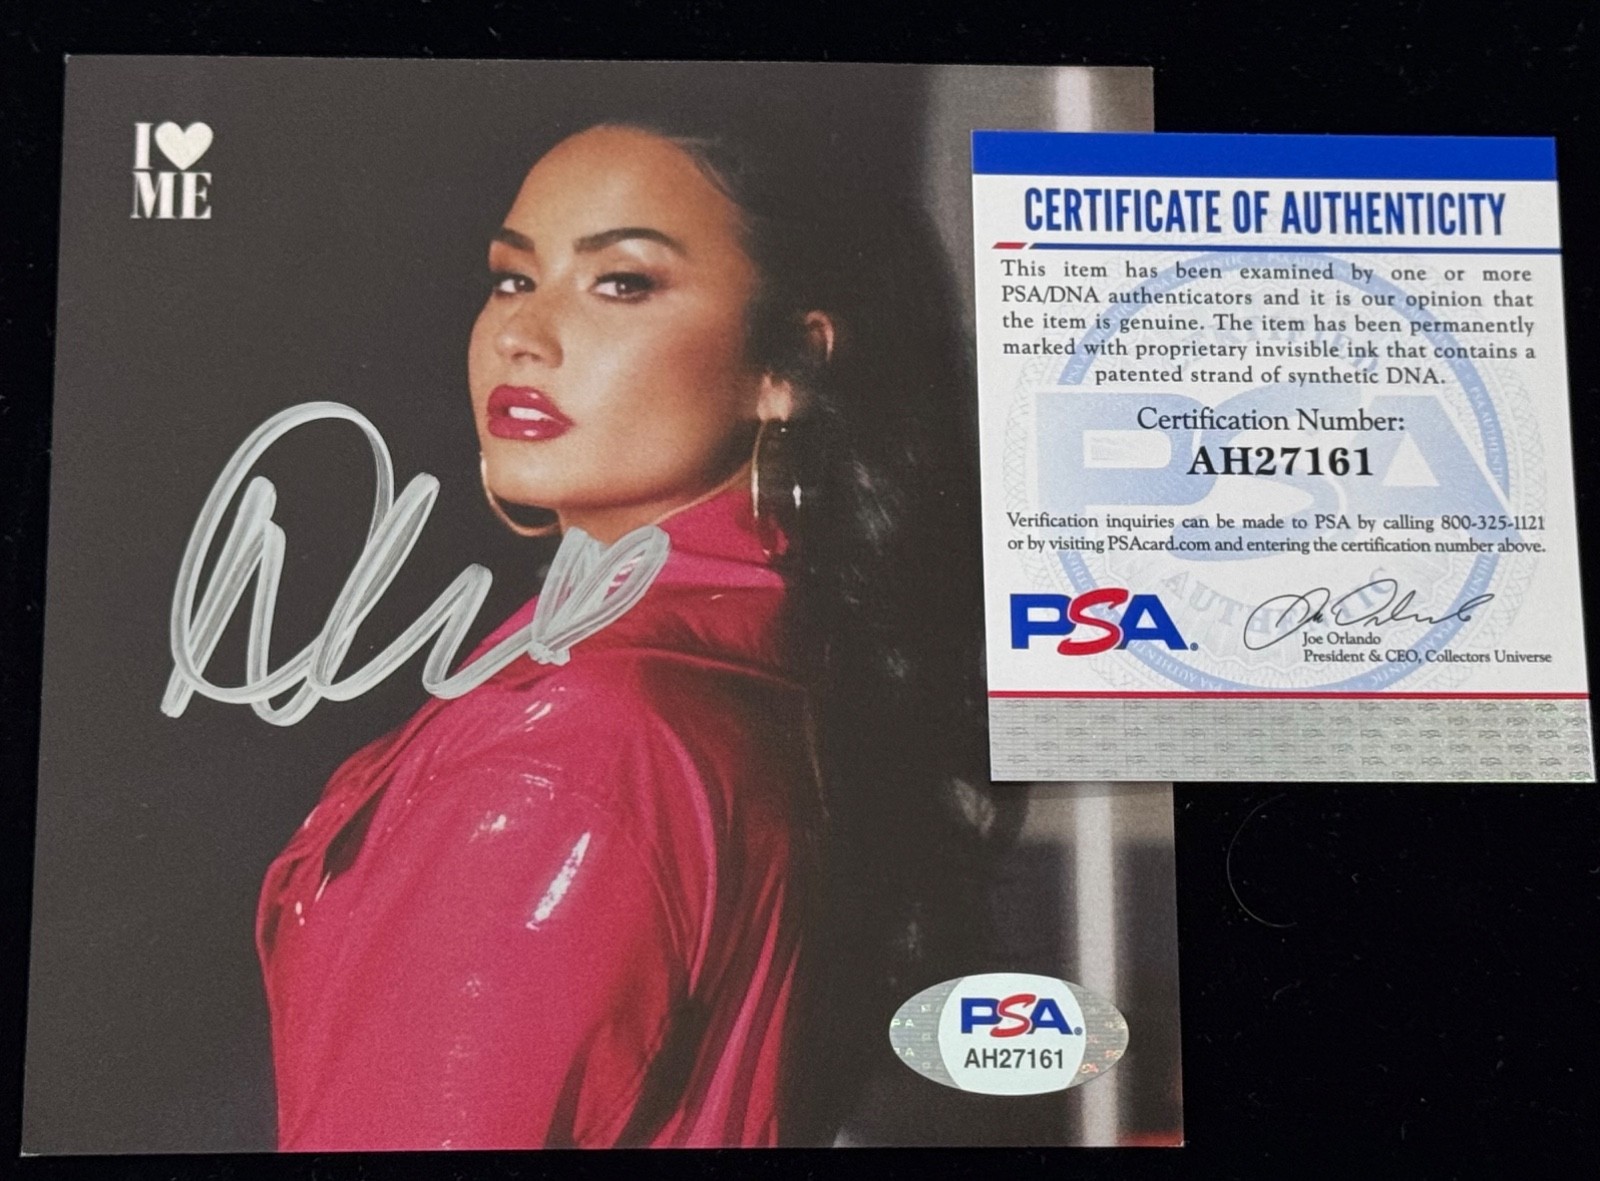 I ♥
ME
CERTIFICATE OF AUTHENTICITY
This item has been examined by one or more
PSA/DNA authenticators and it is our opinion that
the item is genuine. The item has been permanently
marked with proprietary invisible ink that contains a
patented strand of synthetic DNA.
Certification Number:
AH27161
Verification inquiries can be made to PSA by calling 800-325-1121
or by visiting PSAcard.com and entering the certification number above.
PSA®
Joe Orlando
President & CEO, Collectors Universe
PSA®
AH27161